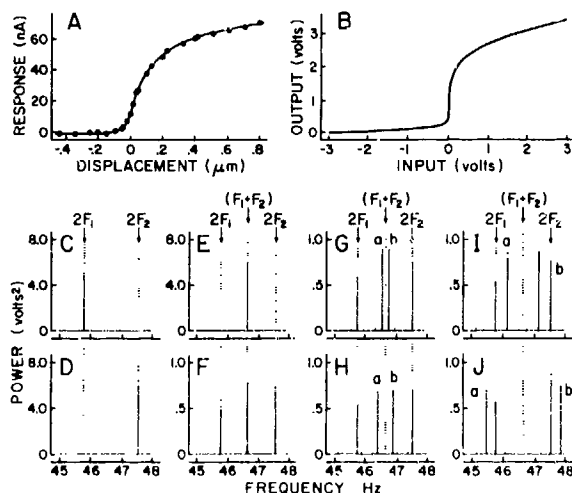 A
RESPONSE (nA)
60
40
20
0
-.4 -.2 0 .2 .4 .6 .8
DISPLACEMENT (μm)
B
OUTPUT (volts)
3
2
1
0
-3 -2 -1 0 1 2 3
INPUT (volts)
(F₁+F₂) (F₁+F₂) (F₁+F₂)
2F₁ 2F₂ 2F₁ 2F₂ 2F₁ 2F₂ 2F₁ 2F₂
C E G I
8.0 8.0 1.0 1.0
4.0 4.0 .5 .5
0 0 0 0
a b a b
D F H J
8.0 1.0 1.0 1.0
4.0 .5 .5 .5
0 0 0 0
a b a b
POWER (volts²)
45 46 47 48 45 46 47 48 45 46 47 48 45 46 47 48
FREQUENCY Hz